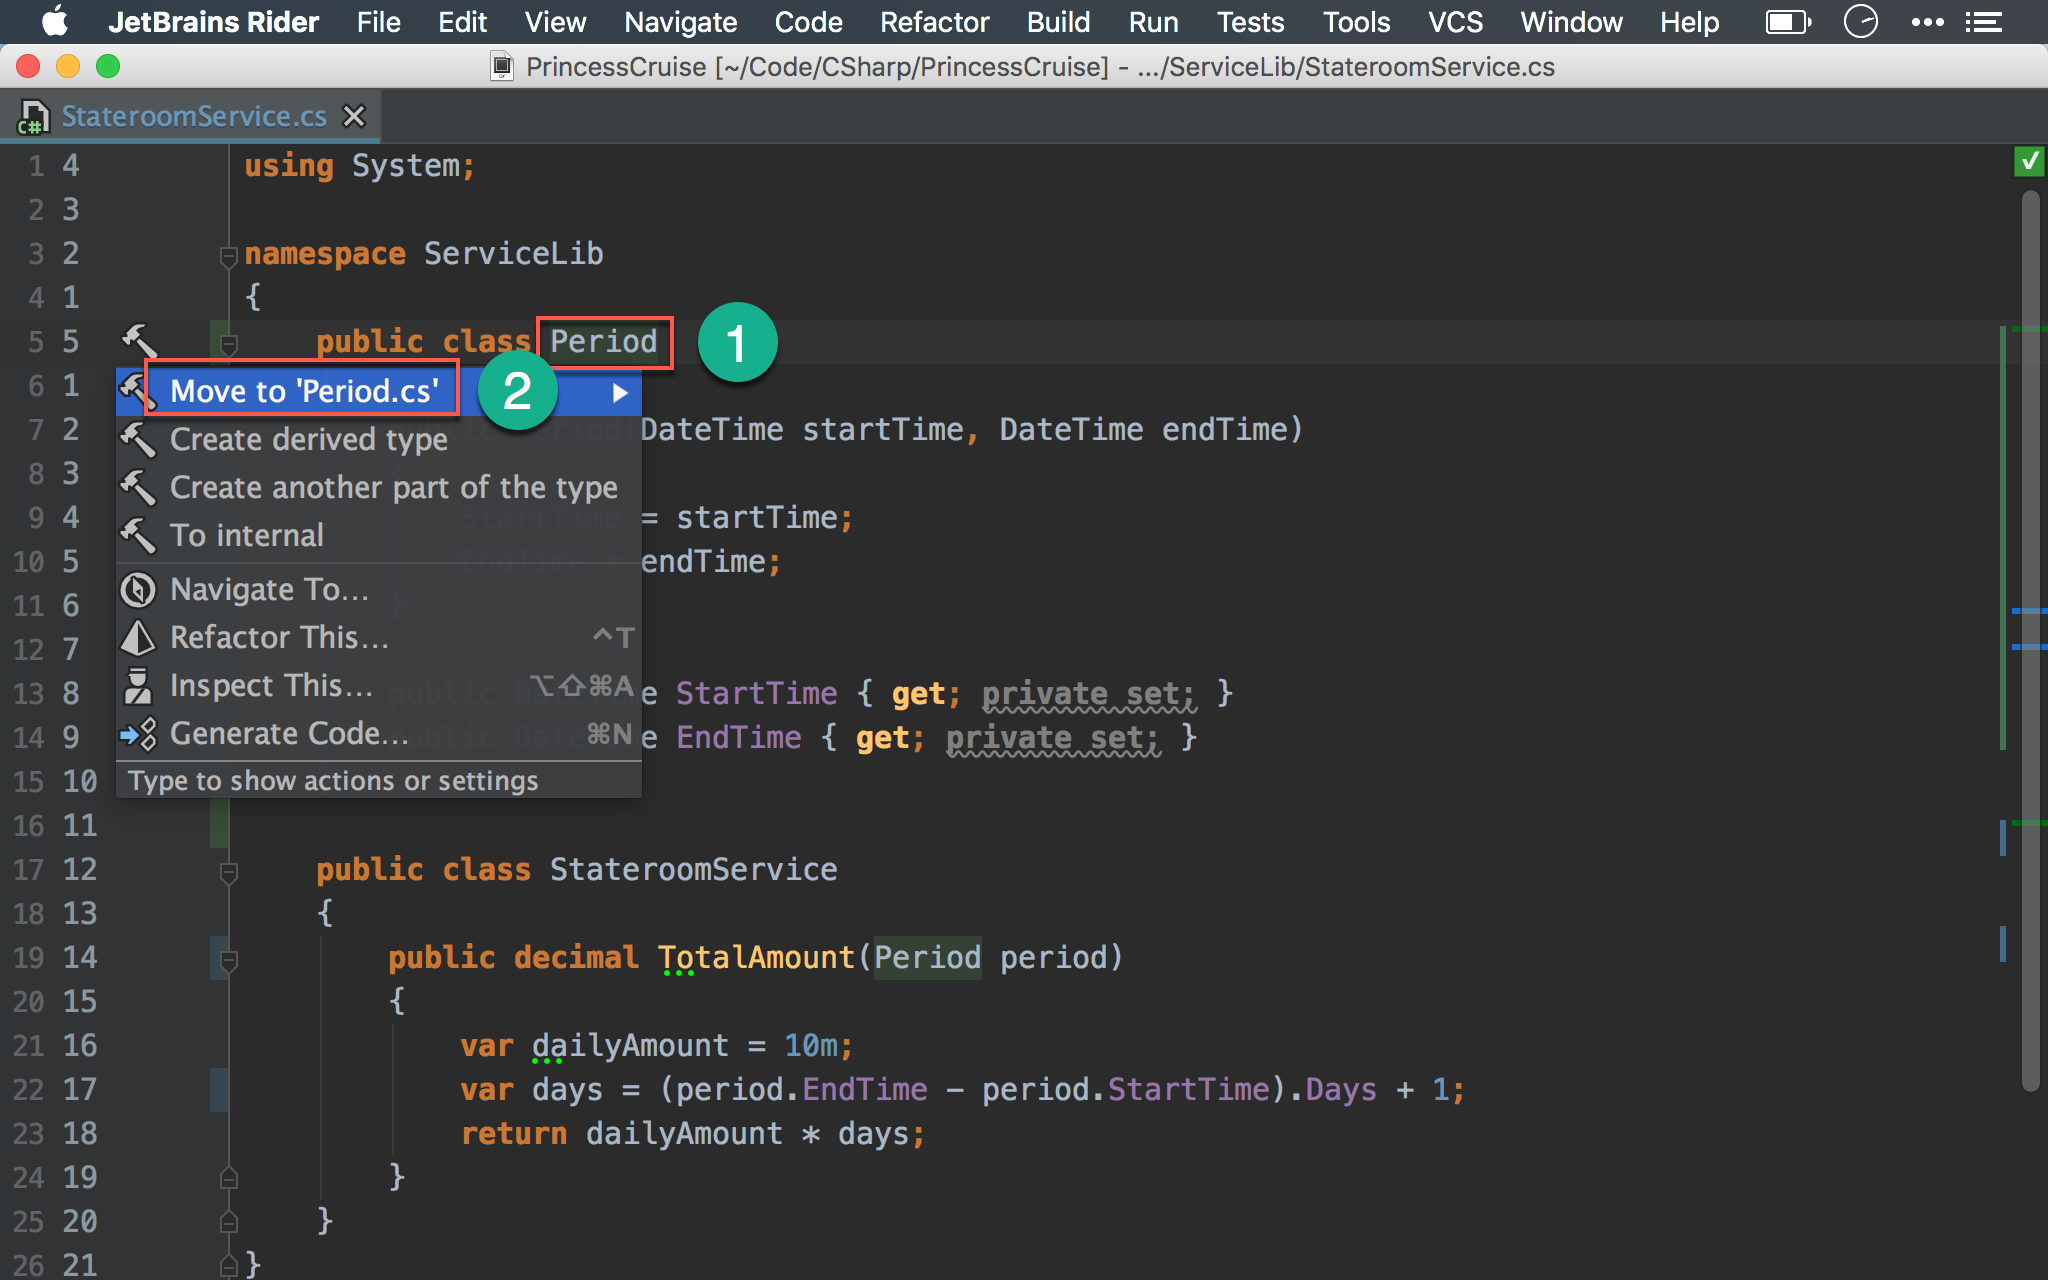 JetBrains Rider File Edit View Navigate Code Refactor Build Run Tests Tools VCS Window Help
PrincessCruise [~/Code/CSharp/PrincessCruise] - .../ServiceLib/StateroomService.cs
C# StateroomService.cs
1 4 using System;
2 3
3 2 namespace ServiceLib
4 1 {
5 5 public class Period 1
6 1 Move to 'Period.cs' 2
7 2 DateTime startTime, DateTime endTime)
Create derived type
8 3 Create another part of the type
9 4 StartTime = startTime;
To internal
10 5 EndTime = endTime;
11 6 }
Navigate To...
12 7 Refactor This... ^T
13 8 public DateTime StartTime { get; private set; }
Inspect This... ⌥⇧⌘A
14 9 public DateTime EndTime { get; private set; }
Generate Code... ⌘N
15 10 Type to show actions or settings
16 11
17 12 public class StateroomService
18 13 {
19 14 public decimal TotalAmount(Period period)
20 15 {
21 16 var dailyAmount = 10m;
22 17 var days = (period.EndTime - period.StartTime).Days + 1;
23 18 return dailyAmount * days;
24 19 }
25 20 }
26 21 }